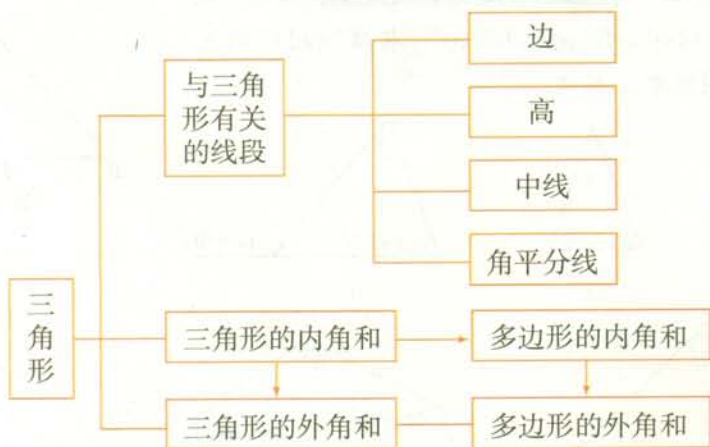 边
与三角
形有关
的线段
高
中线
角平分线
三
角
形
三角形的内角和
多边形的内角和
三角形的外角和
多边形的外角和